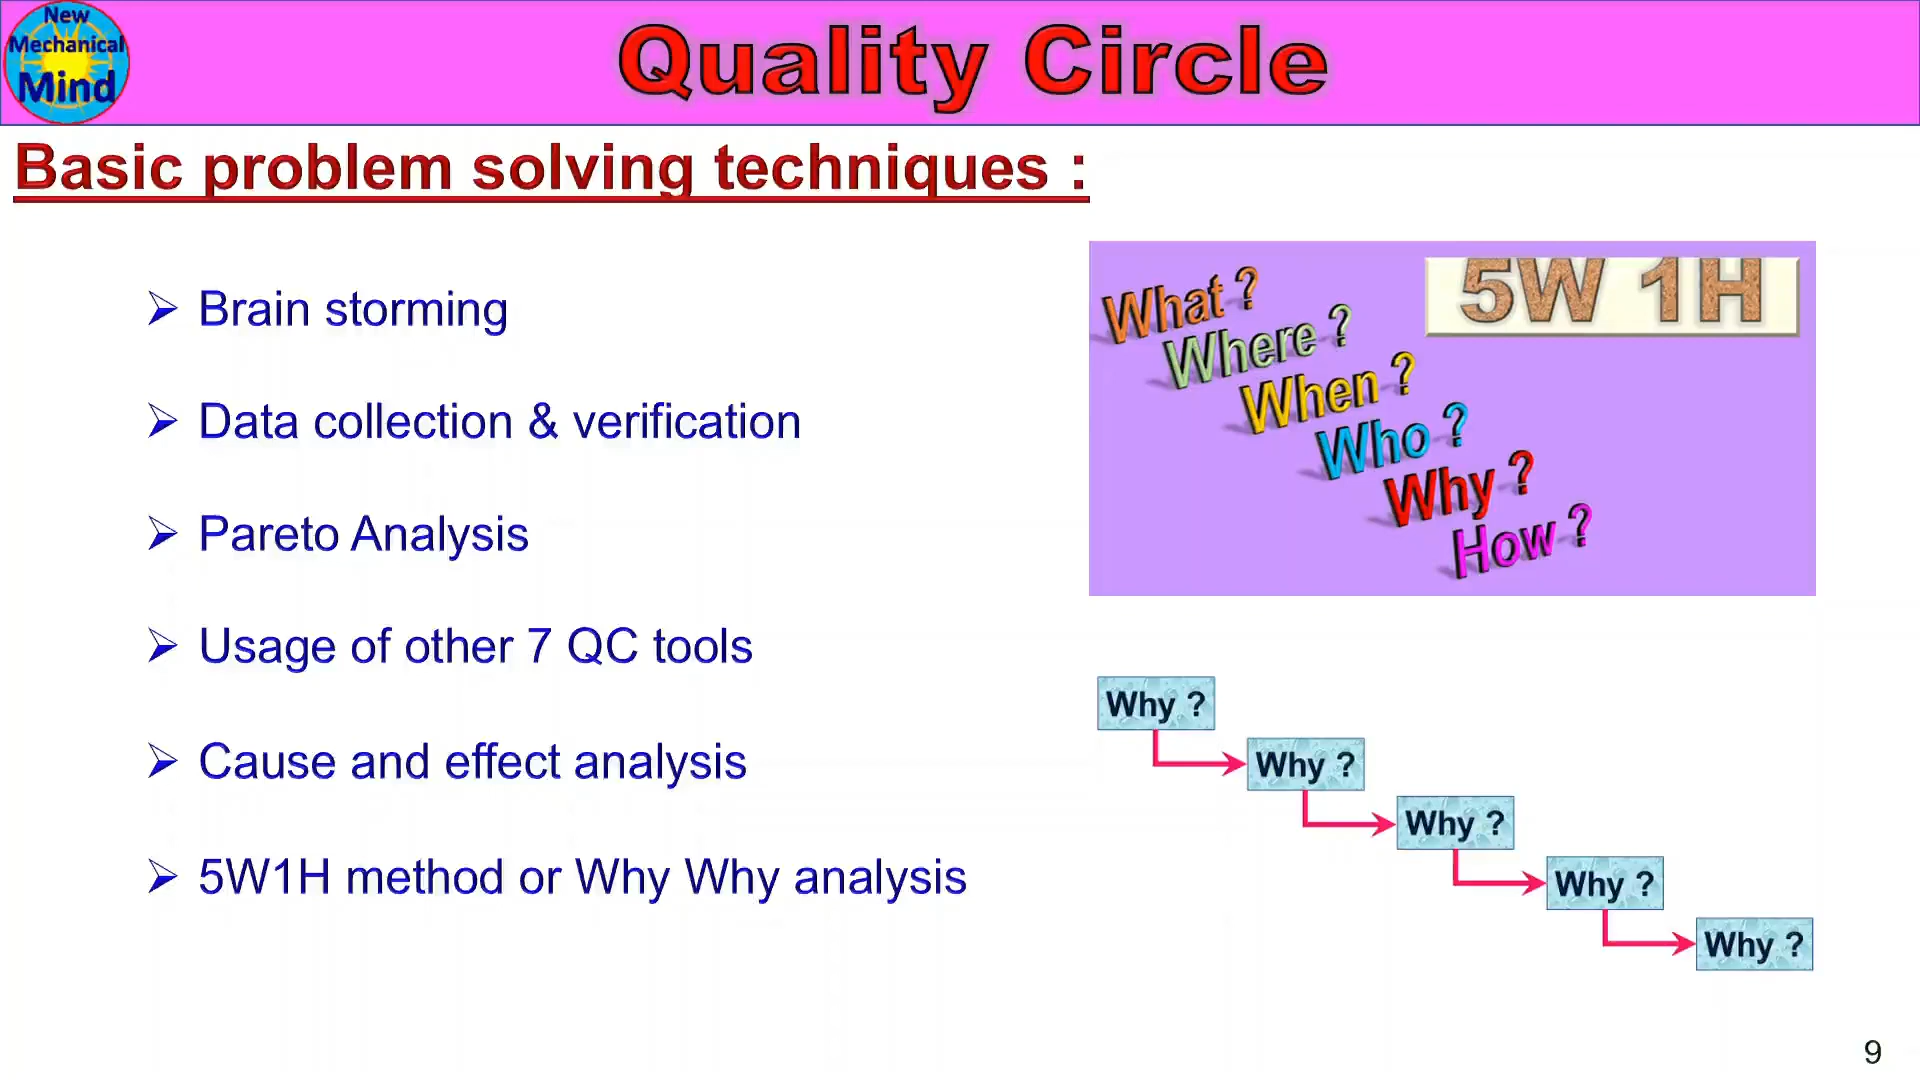 New
Mechanical
Mind
Quality Circle
Basic problem solving techniques :
Brain storming
Data collection & verification
Pareto Analysis
Usage of other 7 QC tools
Cause and effect analysis
5W1H method or Why Why analysis
5W 1H
What ?
Where ?
When ?
Who ?
Why ?
How ?
Why ?
Why ?
Why ?
Why ?
Why ?
9